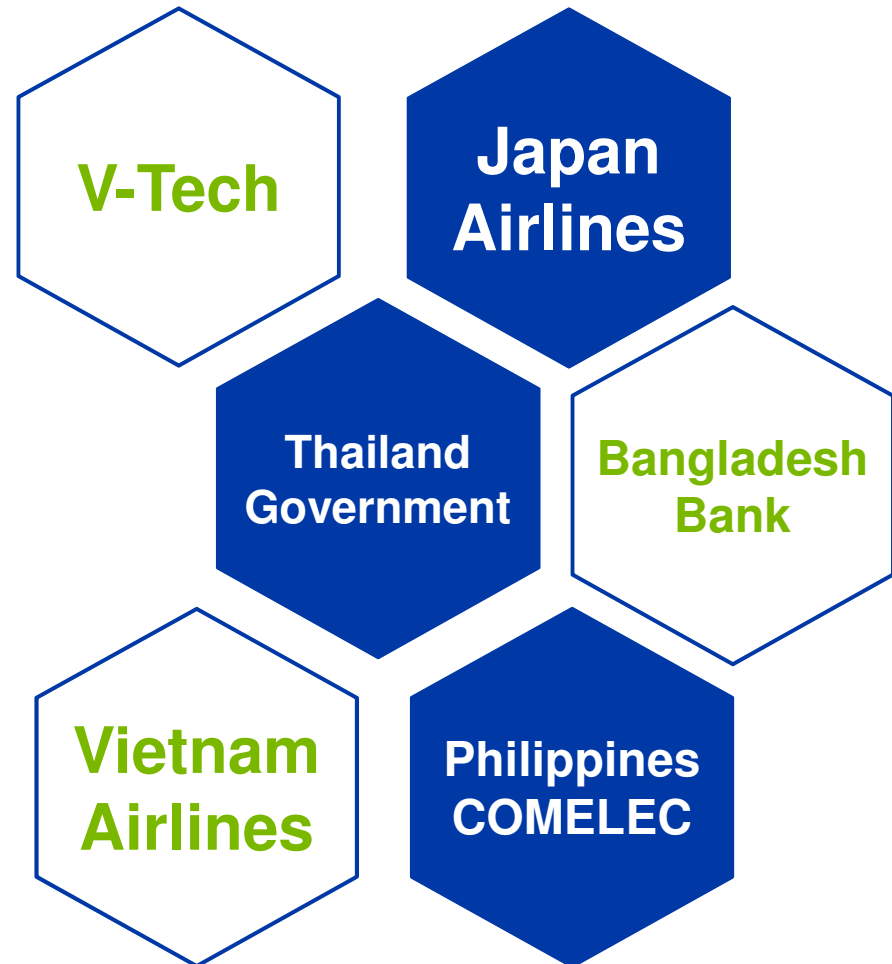 V-Tech
Japan
Airlines
Thailand
Government
Bangladesh
Bank
Vietnam
Airlines
Philippines
COMELEC